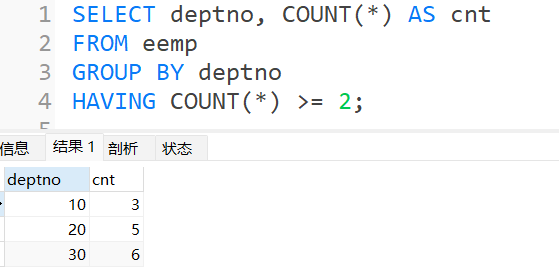 1 SELECT deptno, COUNT(*) AS cnt
2 FROM eemp
3 GROUP BY deptno
4 HAVING COUNT(*) >= 2;
信息 结果 1 剖析 状态
deptno cnt
10 3
20 5
30 6